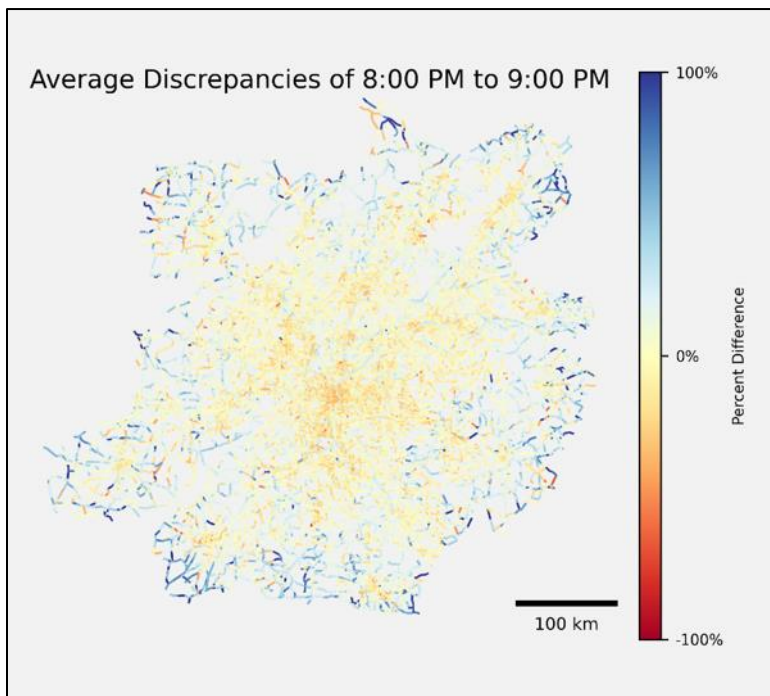 Average Discrepancies of 8:00 PM to 9:00 PM
100%
0%
-100%
Percent Difference
100 km